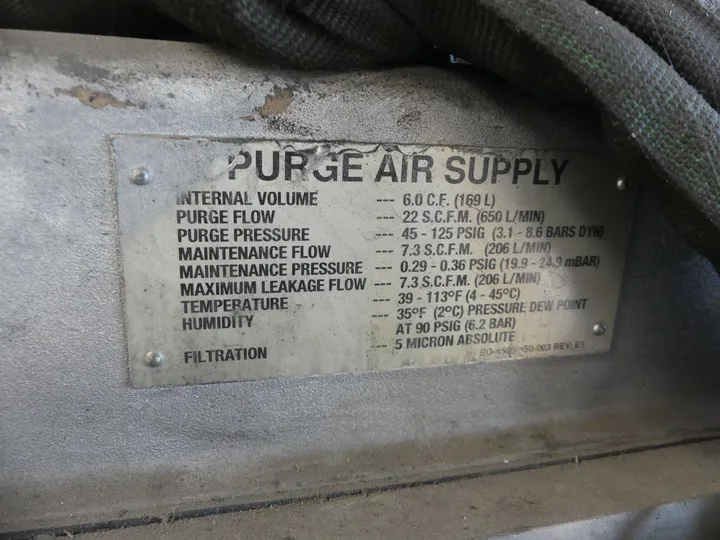 PURGE AIR SUPPLY
INTERNAL VOLUME --- 6.0 C.F. (169 L)
PURGE FLOW --- 22 S.C.F.M. (650 L/MIN)
PURGE PRESSURE --- 45 - 125 PSIG (3.1 - 8.6 BARS DYN)
MAINTENANCE FLOW --- 7.3 S.C.F.M. (206 L/MIN)
MAINTENANCE PRESSURE --- 0.29 - 0.36 PSIG (19.9 - 24.9 mBAR)
MAXIMUM LEAKAGE FLOW --- 7.3 S.C.F.M. (206 L/MIN)
TEMPERATURE --- 39 - 113°F (4 - 45°C)
HUMIDITY --- 35°F (2°C) PRESSURE DEW POINT
AT 90 PSIG (6.2 BAR)
FILTRATION --- 5 MICRON ABSOLUTE
REV. E1